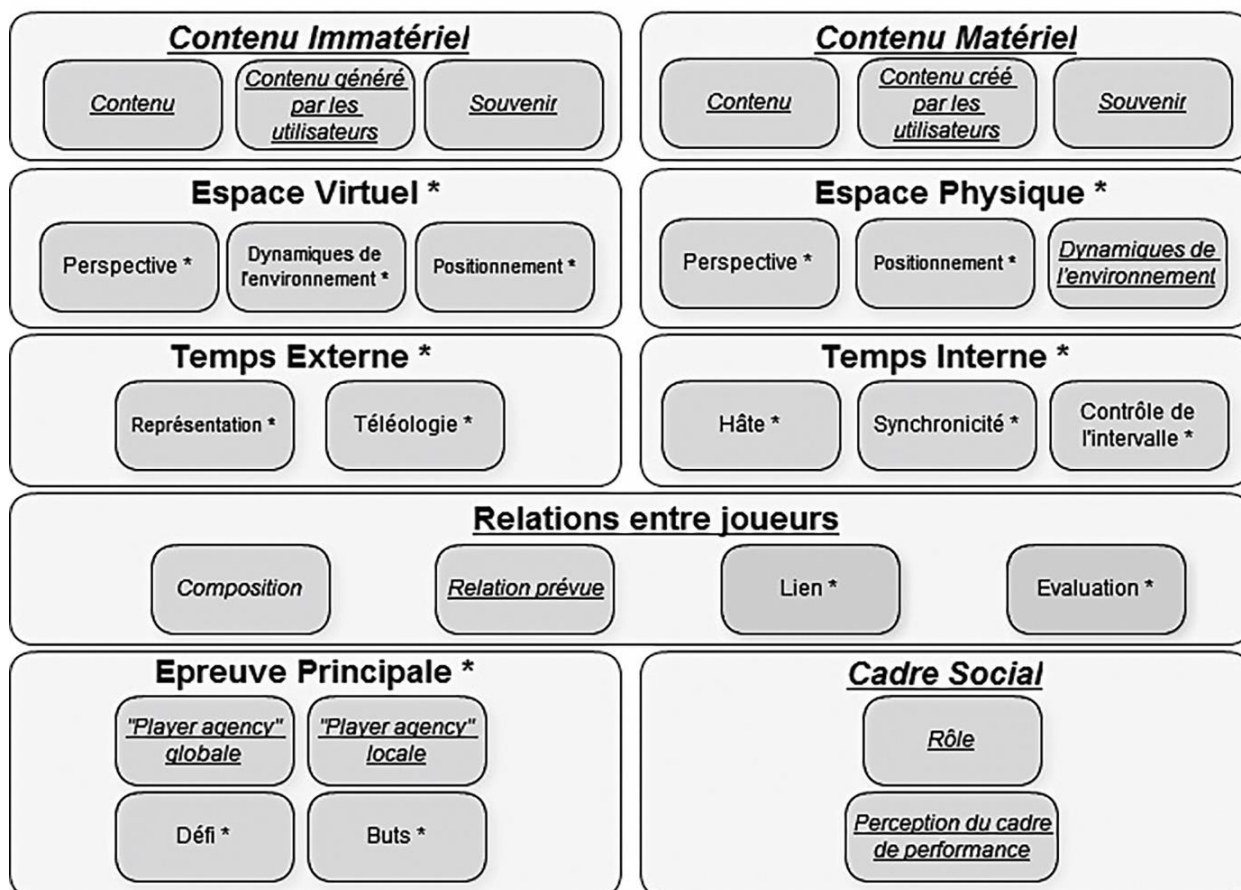 Contenu Immatériel
Contenu
Contenu généré
par les
utilisateurs
Souvenir
Contenu Matériel
Contenu
Contenu créé
par les
utilisateurs
Souvenir
Espace Virtuel *
Perspective *
Dynamiques de
l'environnement *
Positionnement *
Espace Physique *
Perspective *
Positionnement *
Dynamiques de
l'environnement
Temps Externe *
Représentation *
Téléologie *
Temps Interne *
Hâte *
Synchronicité *
Contrôle de
l'intervalle *
Relations entre joueurs
Composition
Relation prévue
Lien *
Evaluation *
Epreuve Principale *
"Player agency"
globale
"Player agency"
locale
Défi *
Buts *
Cadre Social
Rôle
Perception du cadre
de performance